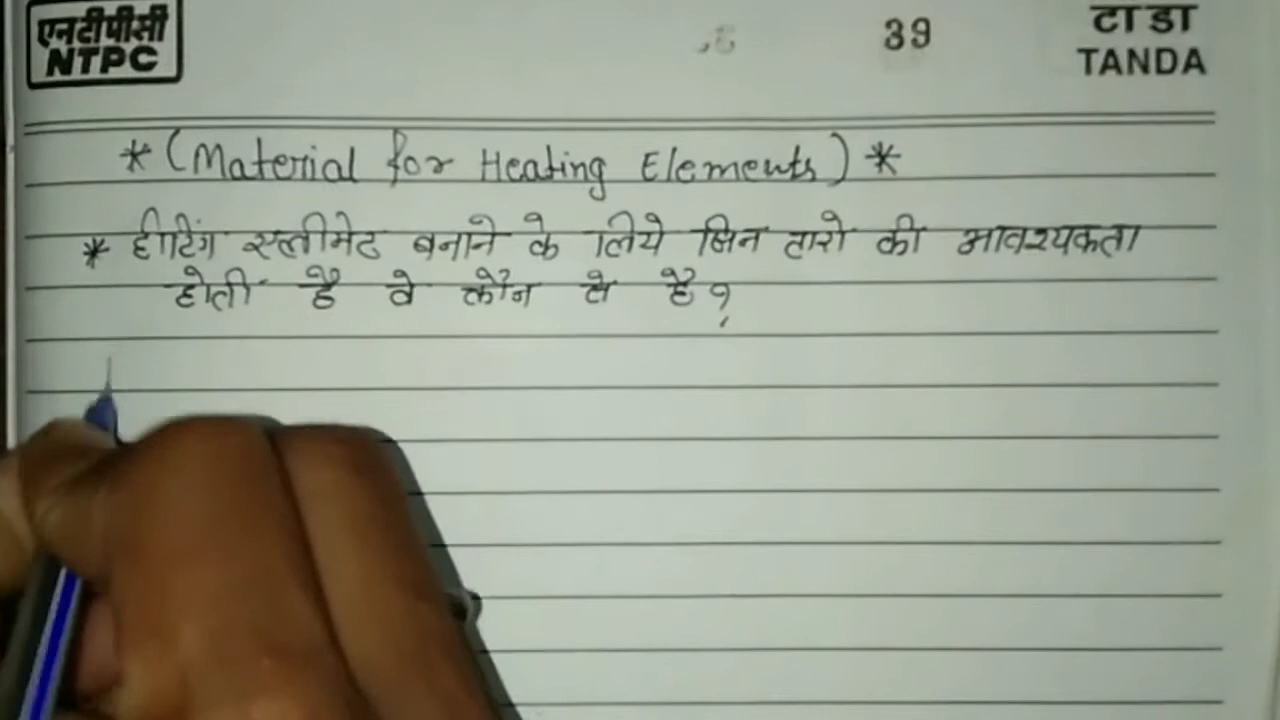 एनटीपीसी
NTPC
39
टाडा
TANDA
* (Material for Heating Elements) *
* हीटिंग एलीमेट बनाने के लिये जिन तारो की आवश्यकता
होती है वे कौन से है?